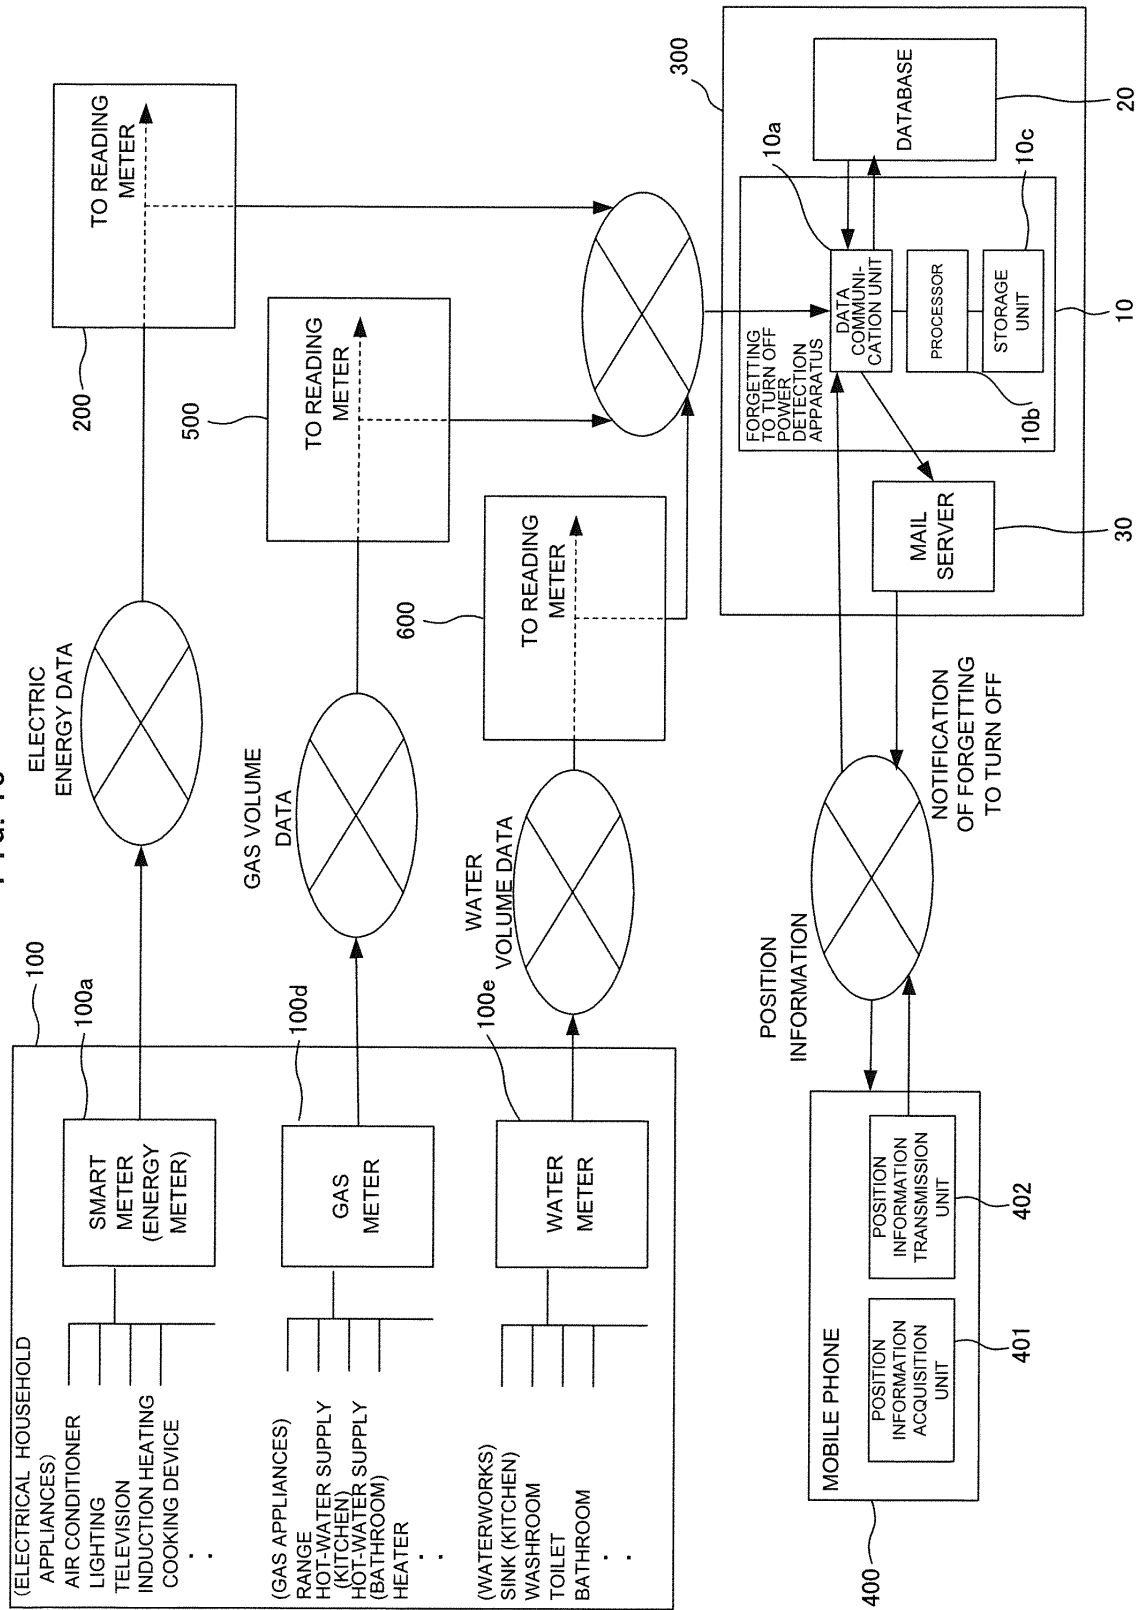 (ELECTRICAL HOUSEHOLD
APPLIANCES)
AIR CONDITIONER
LIGHTING
TELEVISION
INDUCTION HEATING
COOKING DEVICE
SMART
METER
(ENERGY
METER)
100
100a
ELECTRIC
ENERGY DATA
TO READING
METER
200
(GAS APPLIANCES)
RANGE
HOT-WATER SUPPLY
(KITCHEN)
HOT-WATER SUPPLY
(BATHROOM)
HEATER
GAS
METER
100d
GAS VOLUME
DATA
TO READING
METER
500
(WATERWORKS)
SINK (KITCHEN)
WASHROOM
TOILET
BATHROOM
WATER
METER
100e
WATER
VOLUME DATA
TO READING
METER
600
MOBILE PHONE
POSITION
INFORMATION
ACQUISITION
UNIT
POSITION
INFORMATION
TRANSMISSION
UNIT
400
401
402
POSITION
INFORMATION
NOTIFICATION
OF FORGETTING
TO TURN OFF
300
FORGETTING
TO TURN OFF
POWER
DETECTION
APPARATUS
DATA
COMMUNI-
CATION UNIT
PROCESSOR
STORAGE
UNIT
10a
10b
10c
10
DATABASE
20
MAIL
SERVER
30